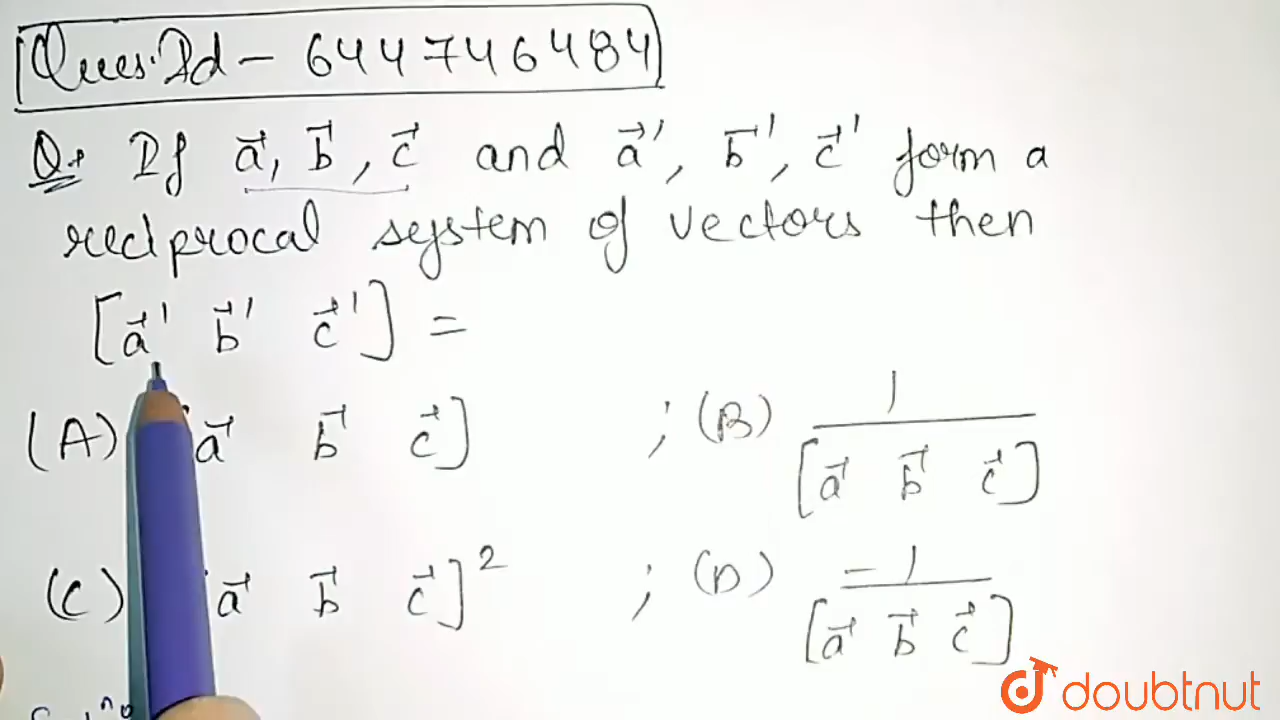 Ques.Id - 644746484
Q. If a⃗, b⃗, c⃗ and a⃗', b⃗', c⃗' form a
reciprocal system of vectors then
[a⃗' b⃗' c⃗'] =
(A) a⃗ b⃗ c⃗] ; (B) 1/[a⃗ b⃗ c⃗]
(C) a⃗ b⃗ c⃗]² ; (D) -1/[a⃗ b⃗ c⃗]
doubtnut